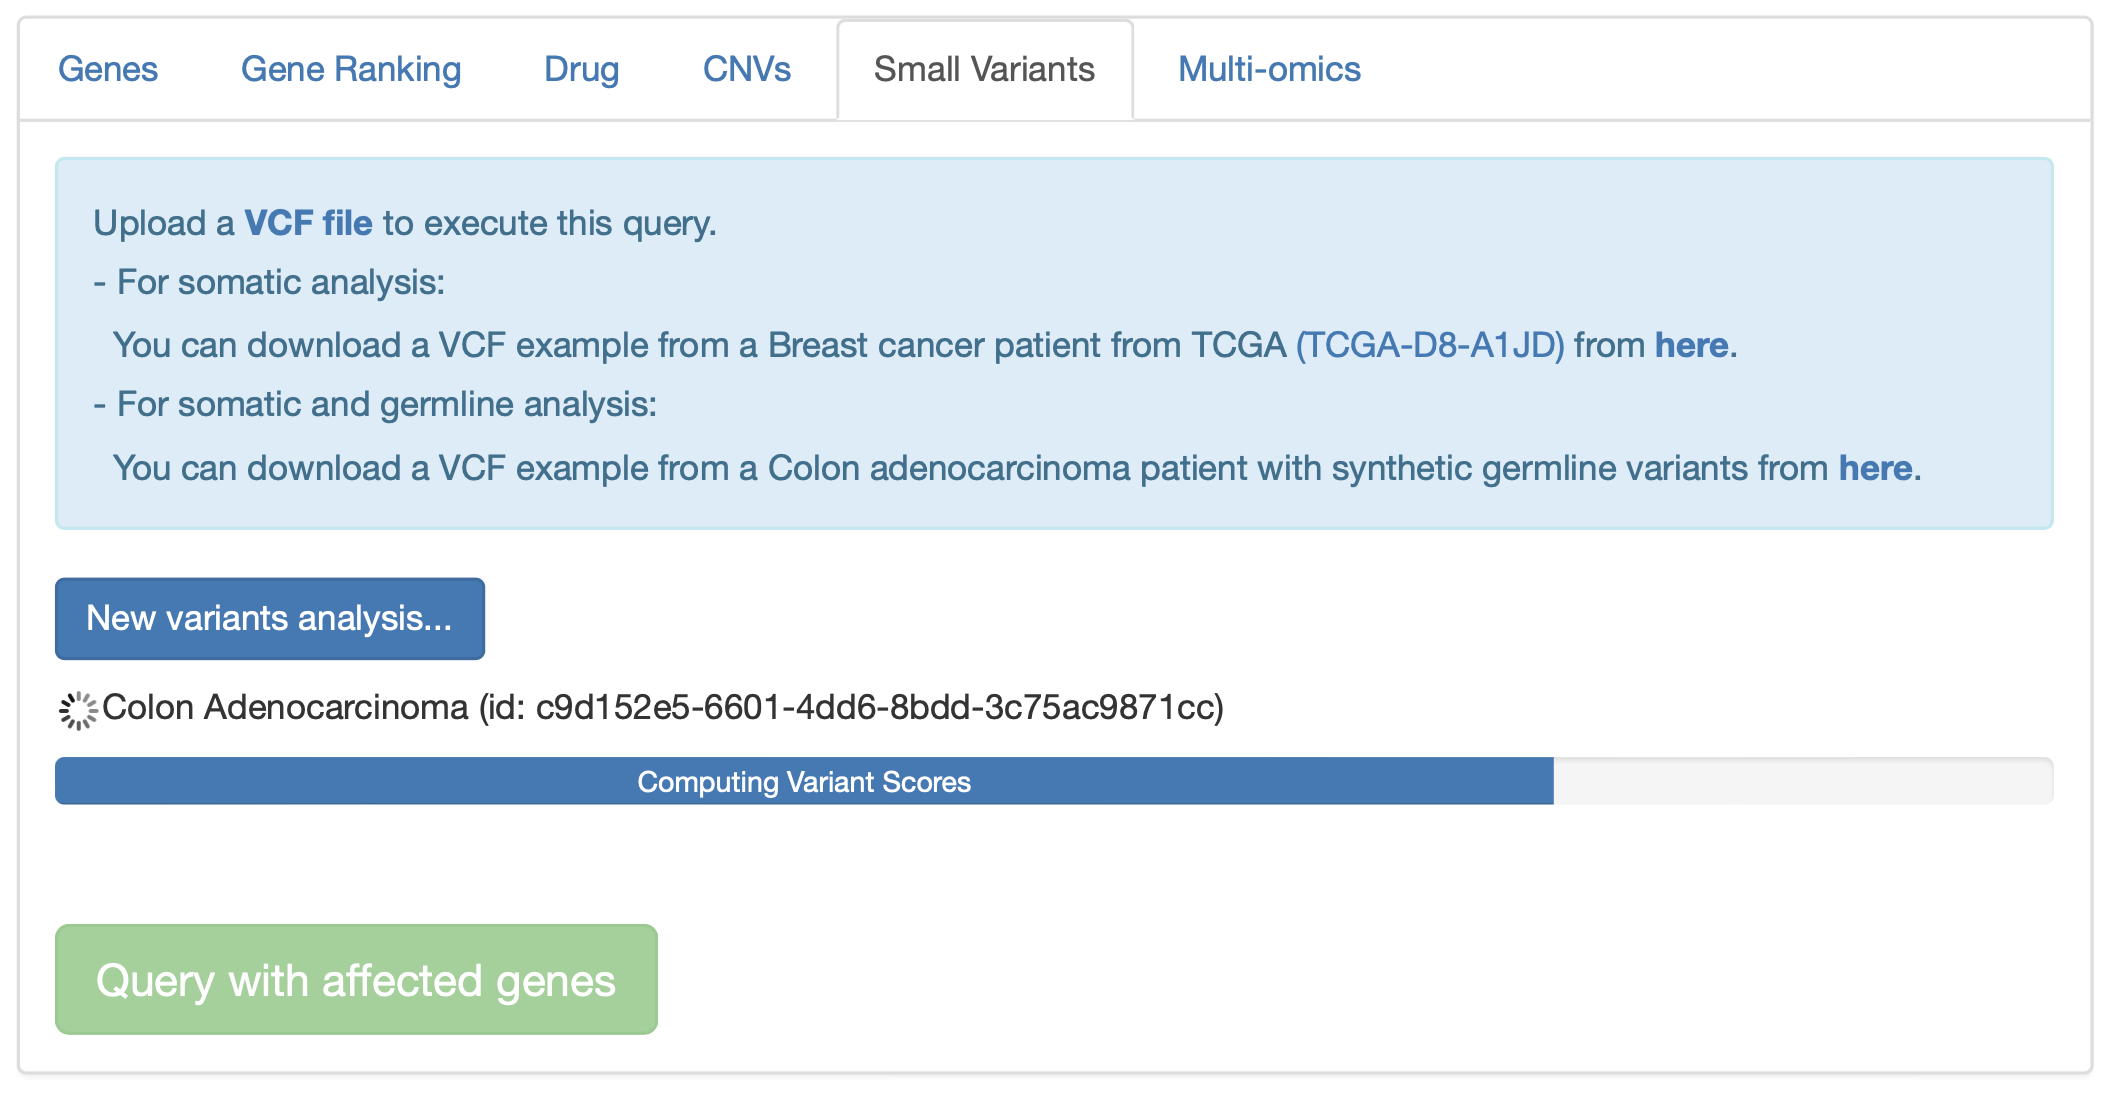 Genes Gene Ranking Drug CNVs Small Variants Multi-omics
Upload a VCF file to execute this query.
- For somatic analysis:
You can download a VCF example from a Breast cancer patient from TCGA (TCGA-D8-A1JD) from here.
- For somatic and germline analysis:
You can download a VCF example from a Colon adenocarcinoma patient with synthetic germline variants from here.
New variants analysis...
Colon Adenocarcinoma (id: c9d152e5-6601-4dd6-8bdd-3c75ac9871cc)
Computing Variant Scores
Query with affected genes